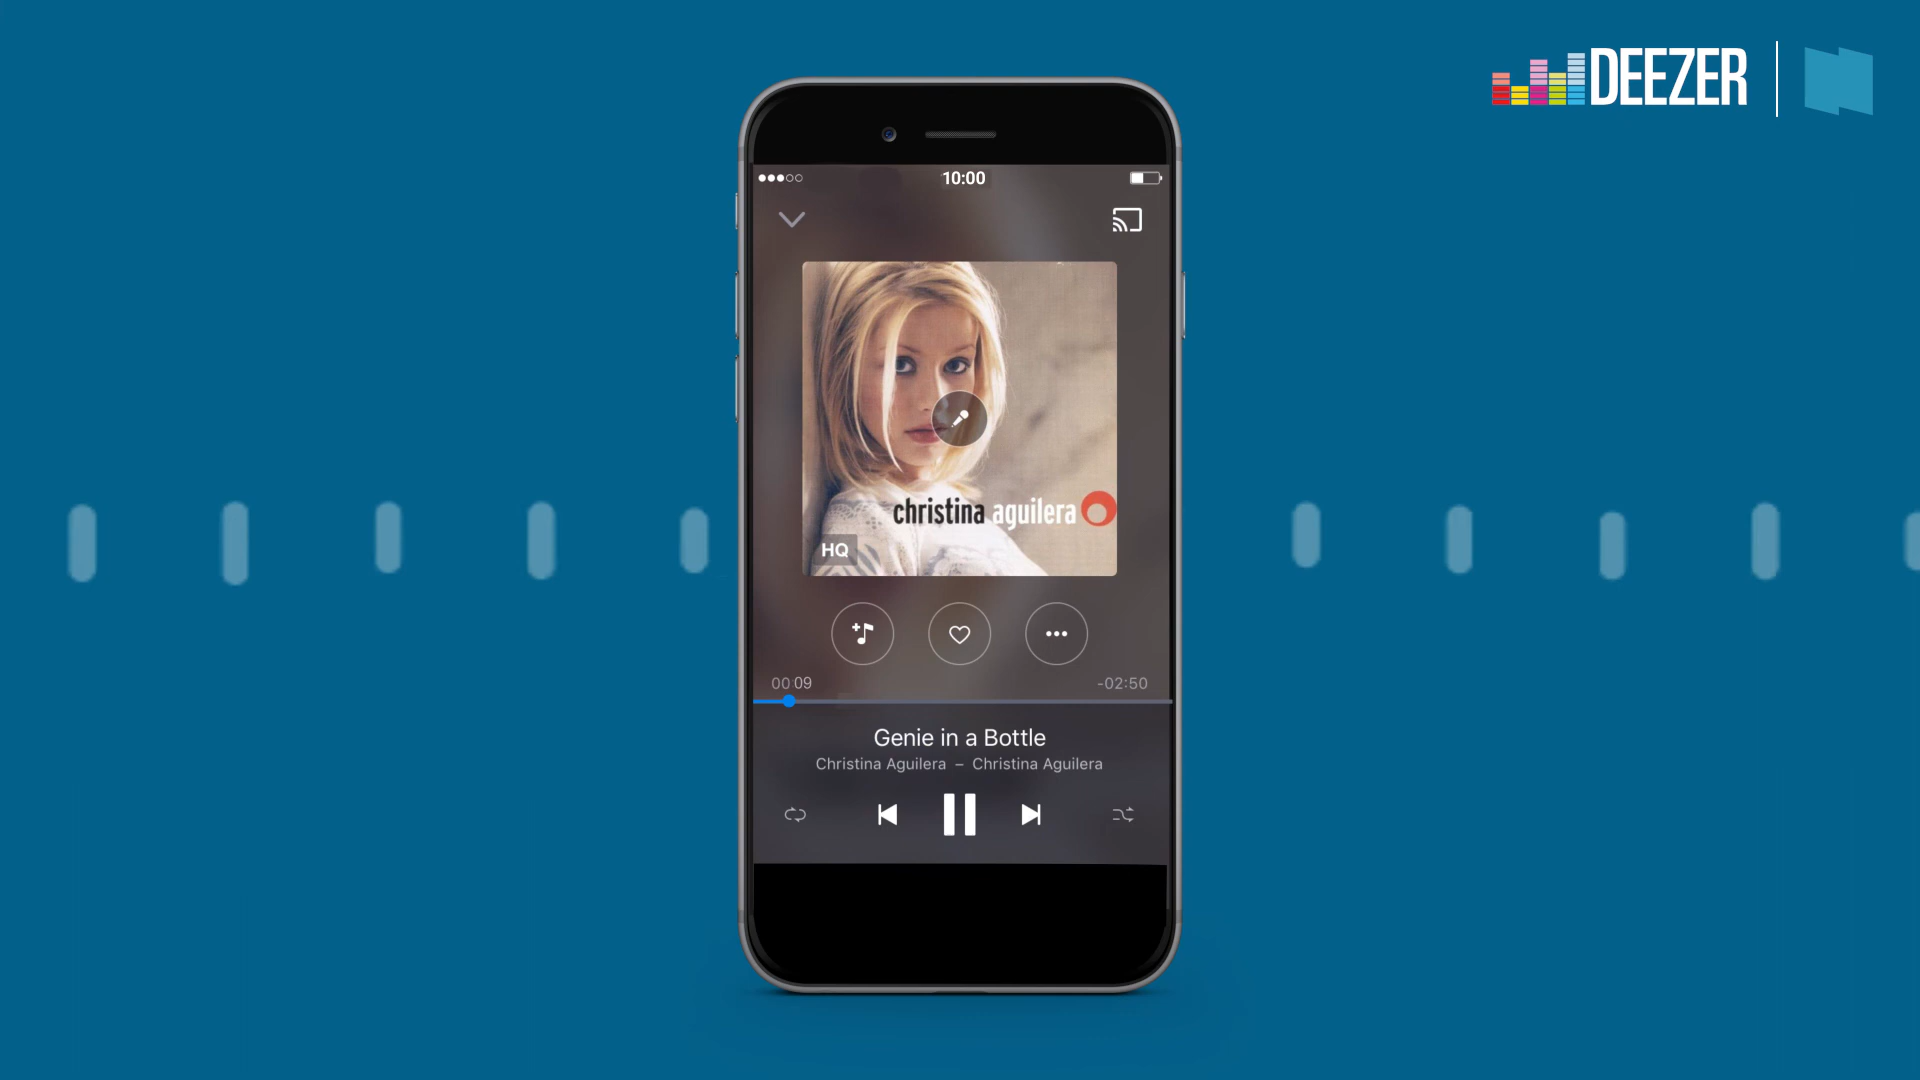 DEEZER
10:00
christina aguilera
HQ
00:09
-02:50
Genie in a Bottle
Christina Aguilera – Christina Aguilera